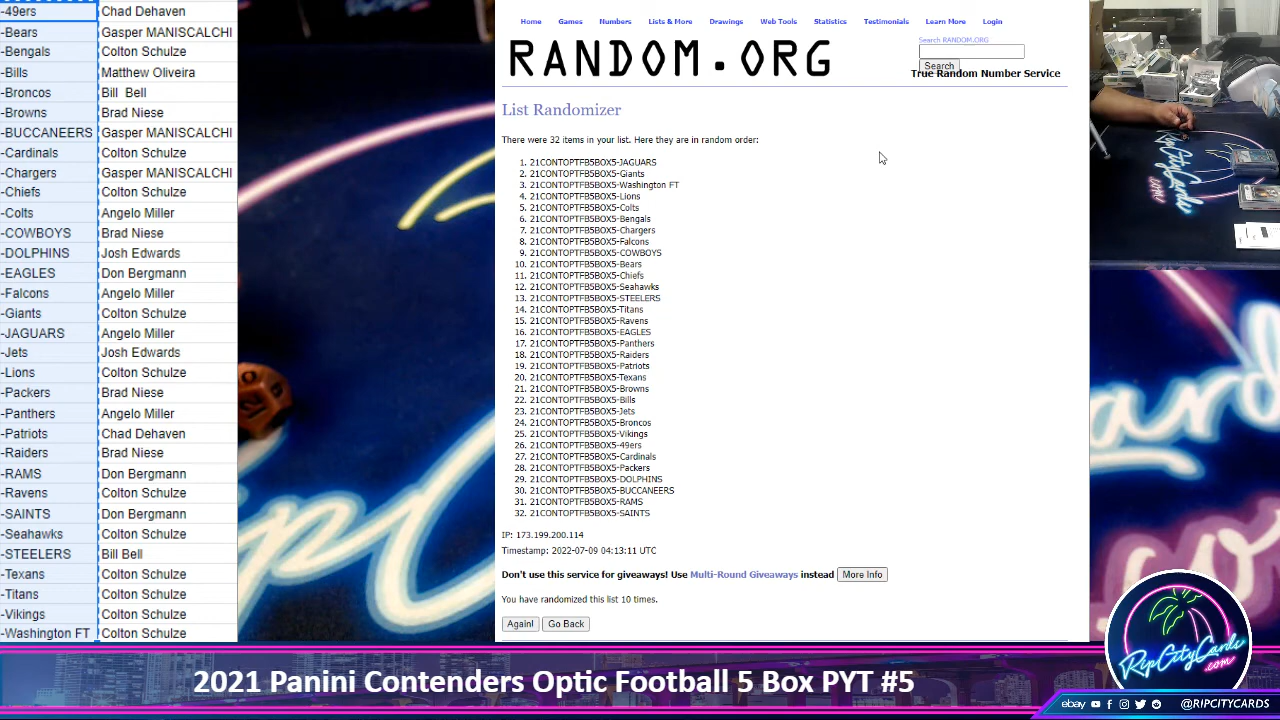 -49ers Chad Dehaven
-Bears Gasper MANISCALCHI
-Bengals Colton Schulze
-Bills Matthew Oliveira
-Broncos Bill Bell
-Browns Brad Niese
-BUCCANEERS Gasper MANISCALCHI
-Cardinals Colton Schulze
-Chargers Gasper MANISCALCHI
-Chiefs Colton Schulze
-Colts Angelo Miller
-COWBOYS Brad Niese
-DOLPHINS Josh Edwards
-EAGLES Don Bergmann
-Falcons Angelo Miller
-Giants Colton Schulze
-JAGUARS Angelo Miller
-Jets Josh Edwards
-Lions Colton Schulze
-Packers Brad Niese
-Panthers Angelo Miller
-Patriots Chad Dehaven
-Raiders Brad Niese
-RAMS Don Bergmann
-Ravens Colton Schulze
-SAINTS Don Bergmann
-Seahawks Colton Schulze
-STEELERS Bill Bell
-Texans Colton Schulze
-Titans Colton Schulze
-Vikings Colton Schulze
-Washington FT Colton Schulze
Home Games Numbers Lists & More Drawings Web Tools Statistics Testimonials Learn More Login
Search RANDOM.ORG
RANDOM.ORG
Search
True Random Number Service
List Randomizer
There were 32 items in your list. Here they are in random order:
1. 21CONTOPTFB5BOX5-JAGUARS
2. 21CONTOPTFB5BOX5-Giants
3. 21CONTOPTFB5BOX5-Washington FT
4. 21CONTOPTFB5BOX5-Lions
5. 21CONTOPTFB5BOX5-Colts
6. 21CONTOPTFB5BOX5-Bengals
7. 21CONTOPTFB5BOX5-Chargers
8. 21CONTOPTFB5BOX5-Falcons
9. 21CONTOPTFB5BOX5-COWBOYS
10. 21CONTOPTFB5BOX5-Bears
11. 21CONTOPTFB5BOX5-Chiefs
12. 21CONTOPTFB5BOX5-Seahawks
13. 21CONTOPTFB5BOX5-STEELERS
14. 21CONTOPTFB5BOX5-Titans
15. 21CONTOPTFB5BOX5-Ravens
16. 21CONTOPTFB5BOX5-EAGLES
17. 21CONTOPTFB5BOX5-Panthers
18. 21CONTOPTFB5BOX5-Raiders
19. 21CONTOPTFB5BOX5-Patriots
20. 21CONTOPTFB5BOX5-Texans
21. 21CONTOPTFB5BOX5-Browns
22. 21CONTOPTFB5BOX5-Bills
23. 21CONTOPTFB5BOX5-Jets
24. 21CONTOPTFB5BOX5-Broncos
25. 21CONTOPTFB5BOX5-Vikings
26. 21CONTOPTFB5BOX5-49ers
27. 21CONTOPTFB5BOX5-Cardinals
28. 21CONTOPTFB5BOX5-Packers
29. 21CONTOPTFB5BOX5-DOLPHINS
30. 21CONTOPTFB5BOX5-BUCCANEERS
31. 21CONTOPTFB5BOX5-RAMS
32. 21CONTOPTFB5BOX5-SAINTS
IP: 173.199.200.114
Timestamp: 2022-07-09 04:13:11 UTC
Don't use this service for giveaways! Use Multi-Round Giveaways instead More Info
You have randomized this list 10 times.
Again! Go Back
RipCityCards
RipCityCards
.com
2021 Panini Contenders Optic Football 5 Box PYT #5
ebay @RIPCITYCARDS